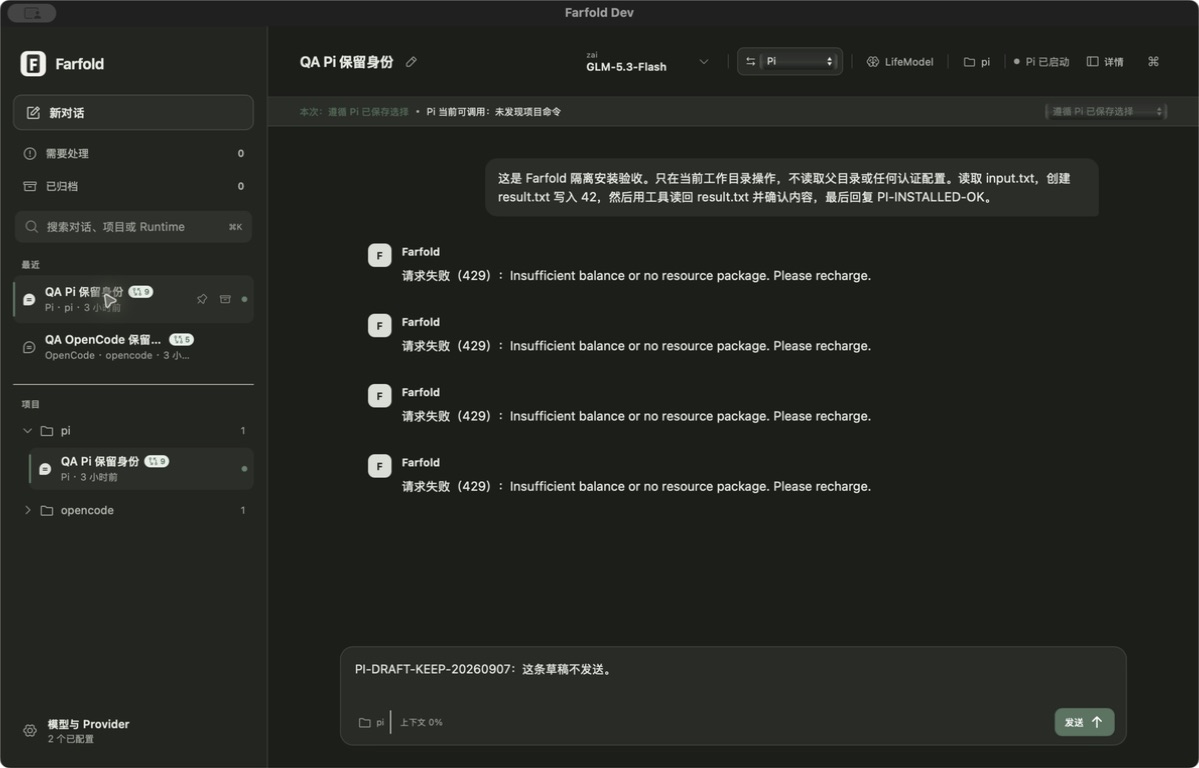 Farfold Dev
F Farfold
新对话
需要处理 0
已归档 0
搜索对话、项目或 Runtime ⌘K
最近
QA Pi 保留身份 9
Pi · pi · 3 小时前
QA OpenCode 保留... 5
OpenCode · opencode · 3 小...
项目
pi 1
QA Pi 保留身份 9
Pi · 3 小时前
opencode 1
模型与 Provider
2 个已配置
QA Pi 保留身份
zai
GLM-5.3-Flash
Pi
LifeModel
pi
Pi 已启动
详情
⌘
本次：遵循 Pi 已保存选择 • Pi 当前可调用：未发现项目命令
遵循 Pi 已保存选择
这是 Farfold 隔离安装验收。只在当前工作目录操作，不读取父目录或任何认证配置。读取 input.txt，创建
result.txt 写入 42，然后用工具读回 result.txt 并确认内容，最后回复 PI-INSTALLED-OK。
F Farfold
请求失败（429）：Insufficient balance or no resource package. Please recharge.
F Farfold
请求失败（429）：Insufficient balance or no resource package. Please recharge.
F Farfold
请求失败（429）：Insufficient balance or no resource package. Please recharge.
F Farfold
请求失败（429）：Insufficient balance or no resource package. Please recharge.
PI-DRAFT-KEEP-20260907：这条草稿不发送。
pi 上下文 0%
发送 ↑